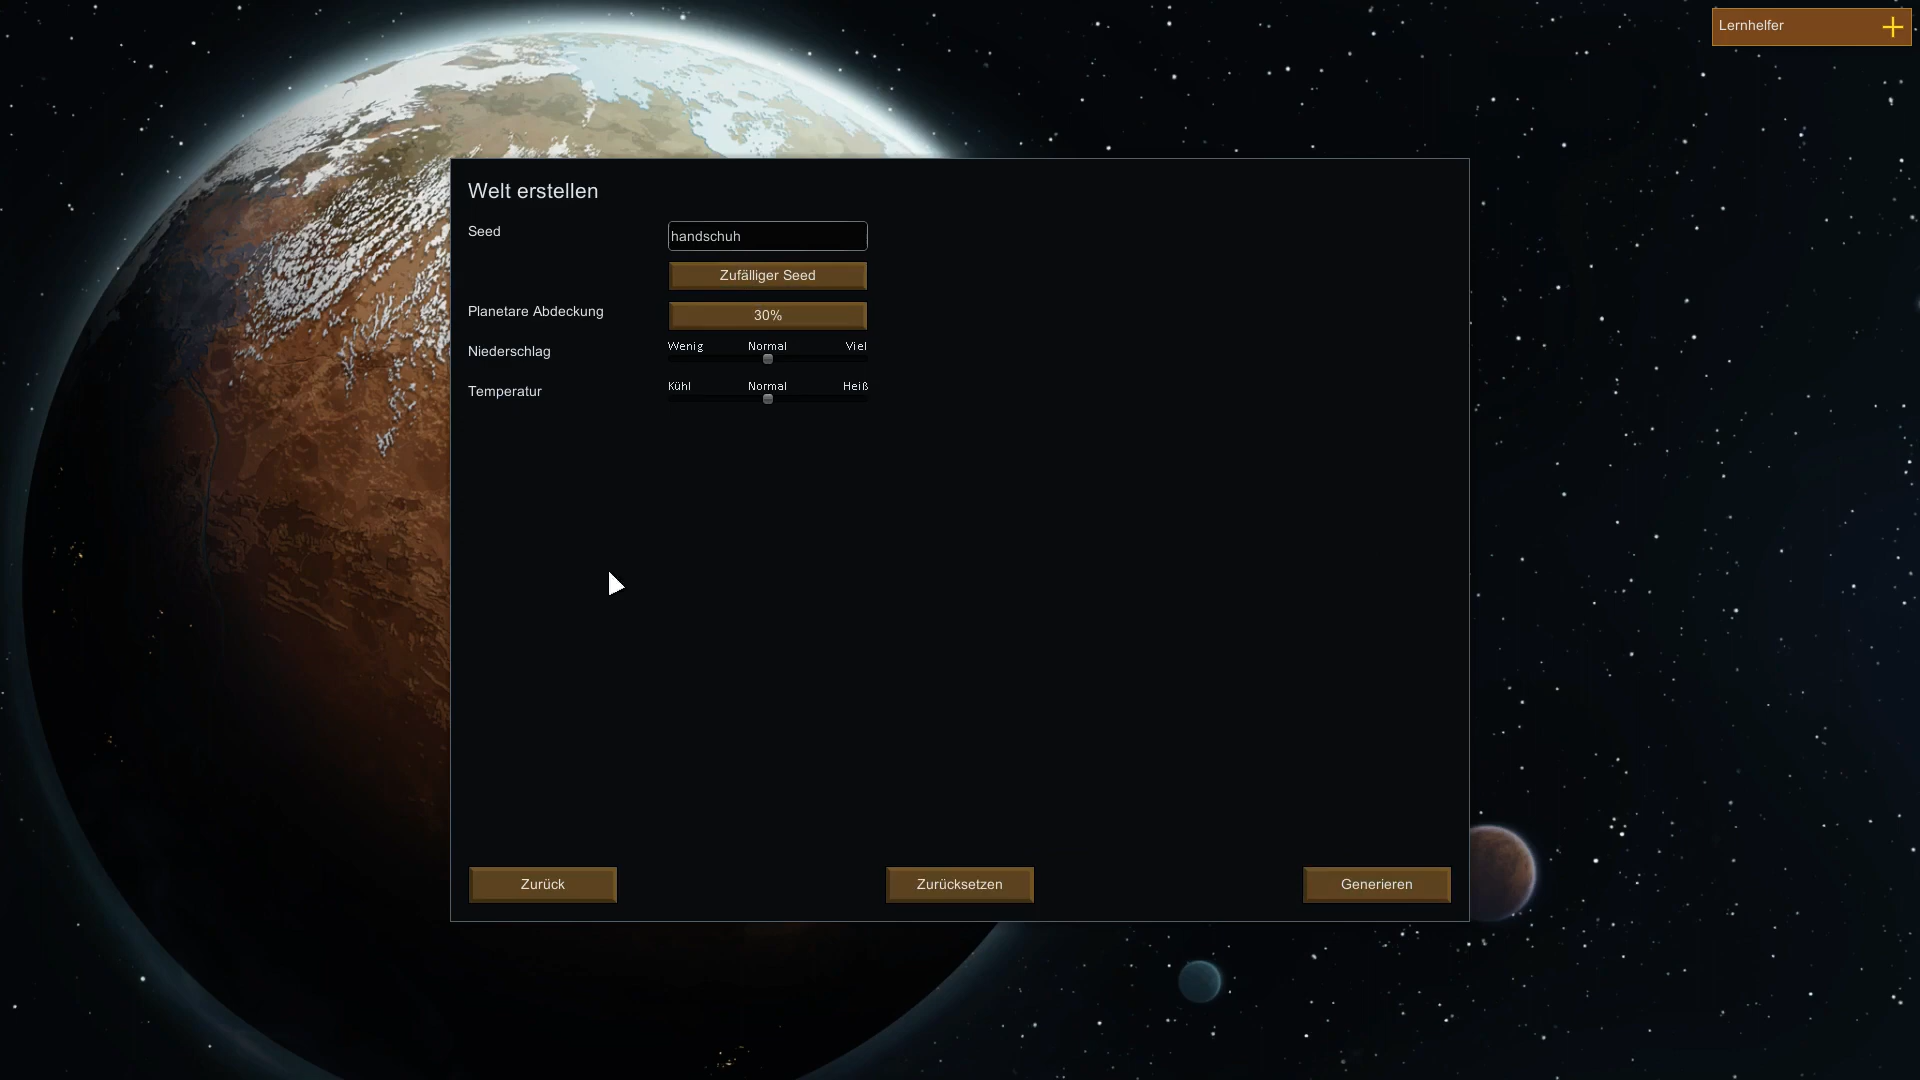 Lernhelfer
Welt erstellen
Seed
handschuh
Zufälliger Seed
Planetare Abdeckung
30%
Niederschlag
Wenig Normal Viel
Temperatur
Kühl Normal Heiß
Zurück
Zurücksetzen
Generieren